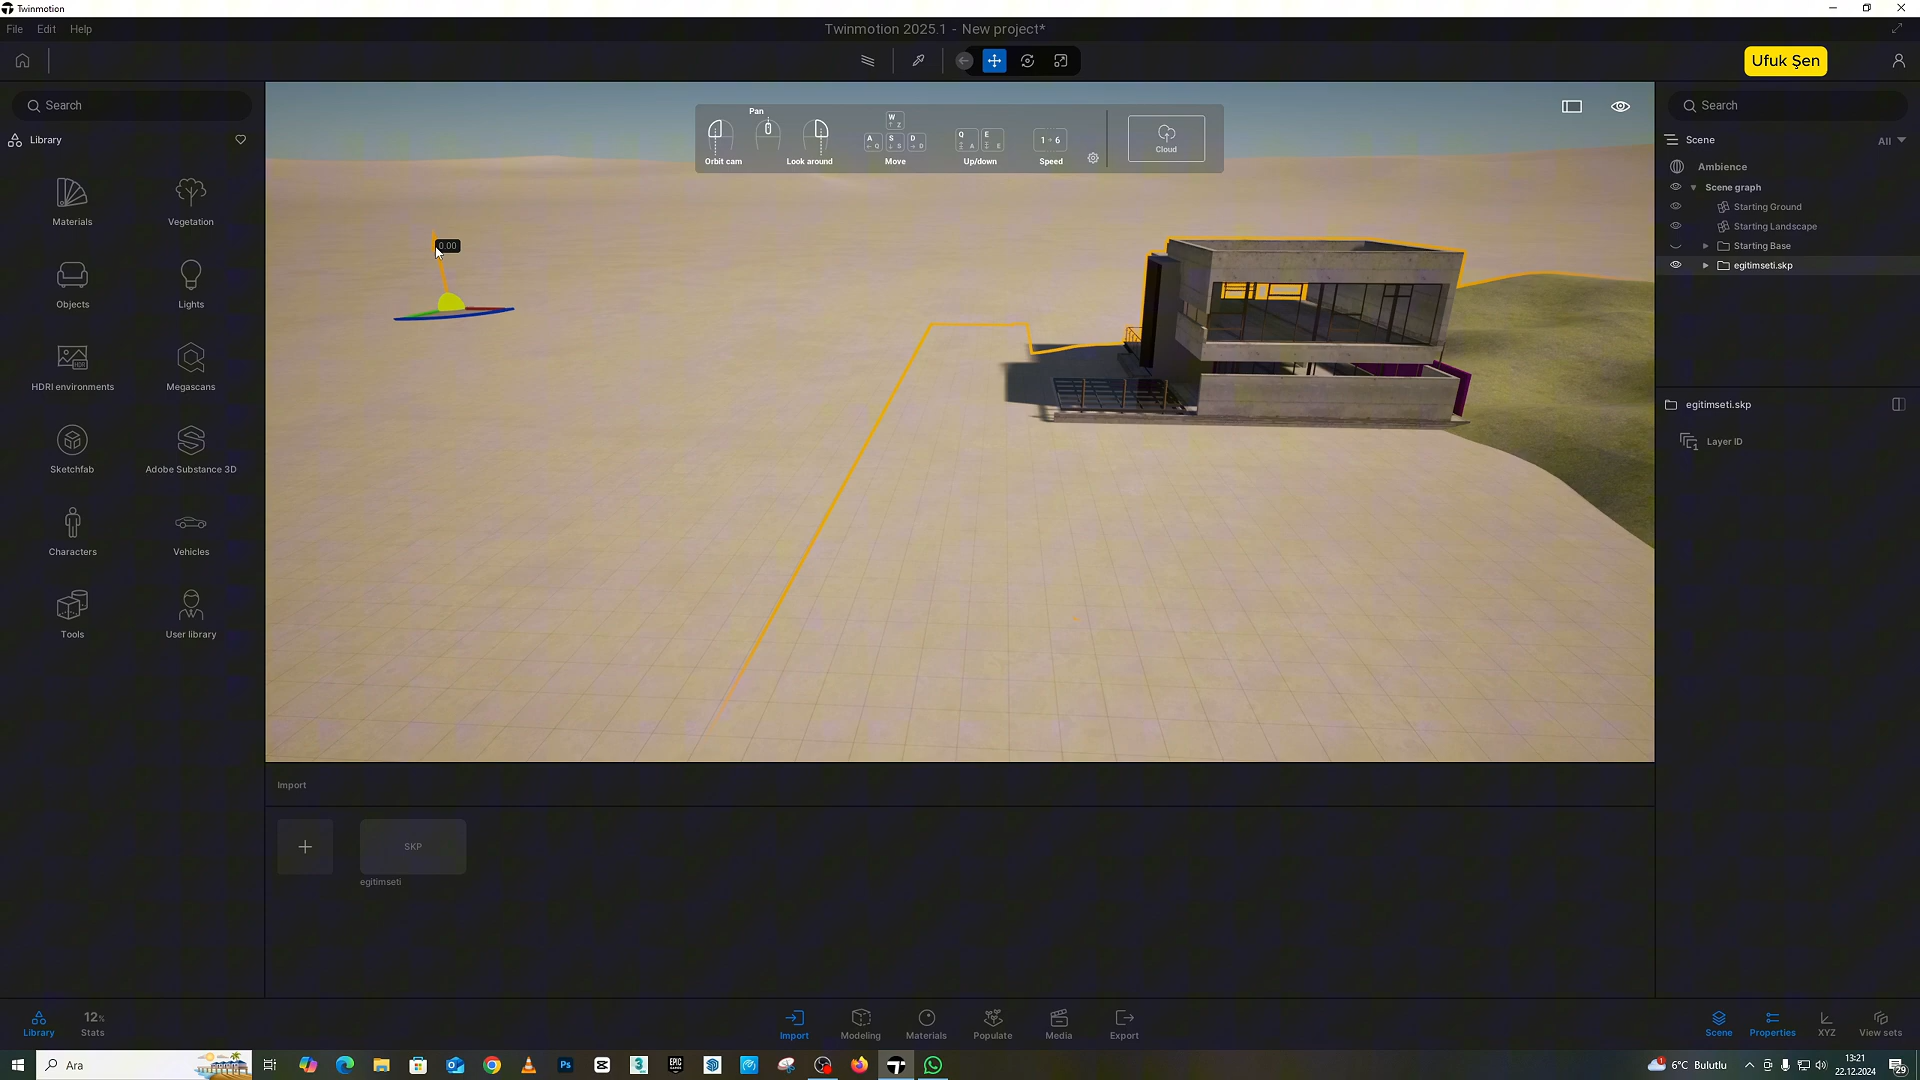 Twinmotion
File Edit Help
Twinmotion 2025.1 - New project*
Ufuk Şen
Search
Library
Materials
Vegetation
Objects
Lights
HDRI environments
Megascans
Sketchfab
Adobe Substance 3D
Characters
Vehicles
Tools
User library
0.00
Pan
Orbit cam
Look around
W
A S D
Move
Q E
Up/down
1 - 6
Speed
Cloud
Search
Scene
All
Ambience
Scene graph
Starting Ground
Starting Landscape
Starting Base
egitimseti.skp
egitimseti.skp
Layer ID
Import
SKP
egitimseti
Library
12%
Stats
Import
Modeling
Materials
Populate
Media
Export
Scene
Properties
XYZ
View sets
Ara
6°C Bulutlu
13:21
22.12.2024
29